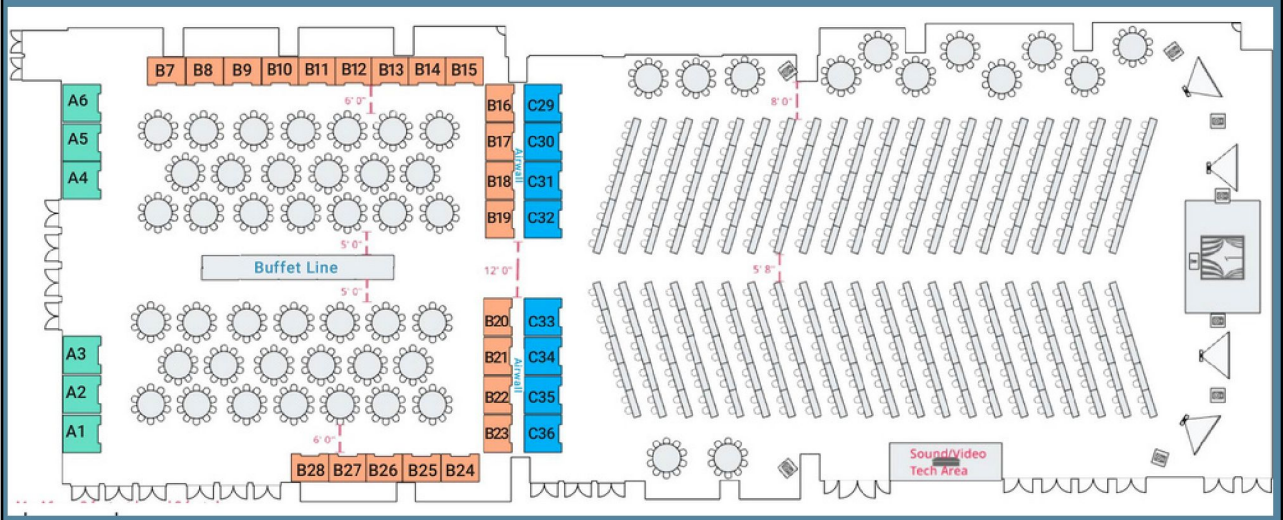 B7 B8 B9 B10 B11 B12 B13 B14 B15
A6
A5
A4
6' 0"
B16
B17
B18
B19
Airwall
C29
C30
C31
C32
8' 0"
5' 0"
Buffet Line
5' 0"
12' 0"
5' 8"
A3
A2
A1
B20
B21
B22
B23
Airwall
C33
C34
C35
C36
6' 0"
B28 B27 B26 B25 B24
Sound/Video
Tech Area